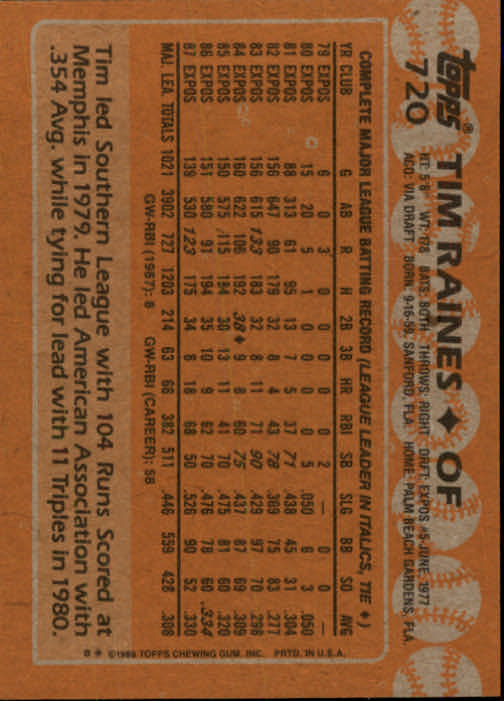 topps®
720
TIM RAINES ♦ OF
HT: 5'8" WT: 178 BATS: BOTH THROWS: RIGHT DRAFT: EXPOS #5-JUNE, 1977
ACQ: VIA DRAFT BORN: 9-16-59, SANFORD, FLA. HOME: PALM BEACH GARDENS, FLA.
COMPLETE MAJOR LEAGUE BATTING RECORD (LEAGUE LEADER IN ITALICS, TIE ♦)
YR CLUB G AB R H 2B 3B HR RBI SB SLG BB SO AVG
79 EXPOS 6 0 3 0 0 0 0 0 2 — 0 0 —
80 EXPOS 15 20 5 1 0 0 0 0 5 .050 6 3 .050
81 EXPOS 88 313 61 95 13 7 5 37 71 .438 45 31 .304
82 EXPOS 156 647 90 179 32 8 4 43 78 .369 75 83 .277
83 EXPOS 156 615 133 183 32 8 11 71 90 .429 97 70 .298
84 EXPOS 160 622 106 192 38♦ 9 8 60 75 .437 87 69 .309
85 EXPOS 150 575 115 184 30 13 11 41 70 .475 81 60 .320
86 EXPOS 151 580 91 194 35 10 9 62 70 .476 78 60 .334
87 EXPOS 139 530 123 175 34 8 18 68 50 .526 90 52 .330
MAJ. LEA. TOTALS 1021 3902 727 1203 214 63 66 382 511 .446 559 428 .308
GW-RBI (1987): 8 GW-RBI (CAREER): 58
Tim led Southern League with 104 Runs Scored at
Memphis in 1979. He led American Association with
.354 Avg. while tying for lead with 11 Triples in 1980.
©1988 TOPPS CHEWING GUM, INC. PRTD. IN U.S.A.